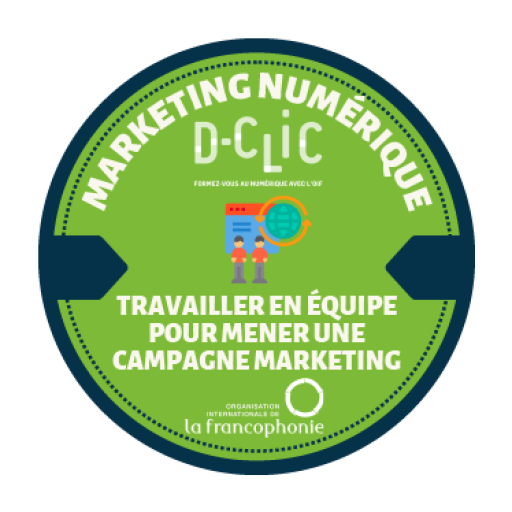 MARKETING NUMÉRIQUE
D-CLiC
FORMEZ-VOUS AU NUMÉRIQUE AVEC L'OIF
TRAVAILLER EN ÉQUIPE
POUR MENER UNE
CAMPAGNE MARKETING
ORGANISATION
INTERNATIONALE DE
la francophonie